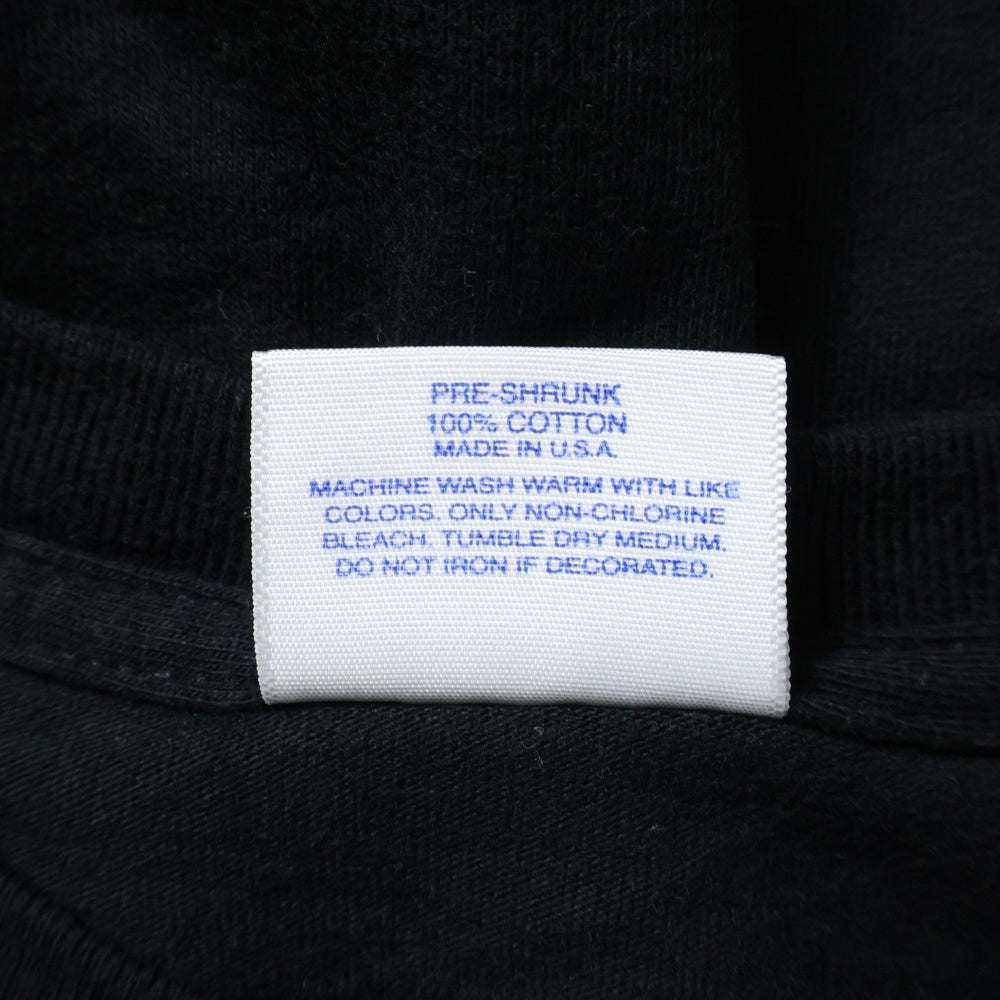 PRE-SHRUNK
100% COTTON
MADE IN U.S.A.
MACHINE WASH WARM WITH LIKE
COLORS. ONLY NON-CHLORINE
BLEACH. TUMBLE DRY MEDIUM.
DO NOT IRON IF DECORATED.